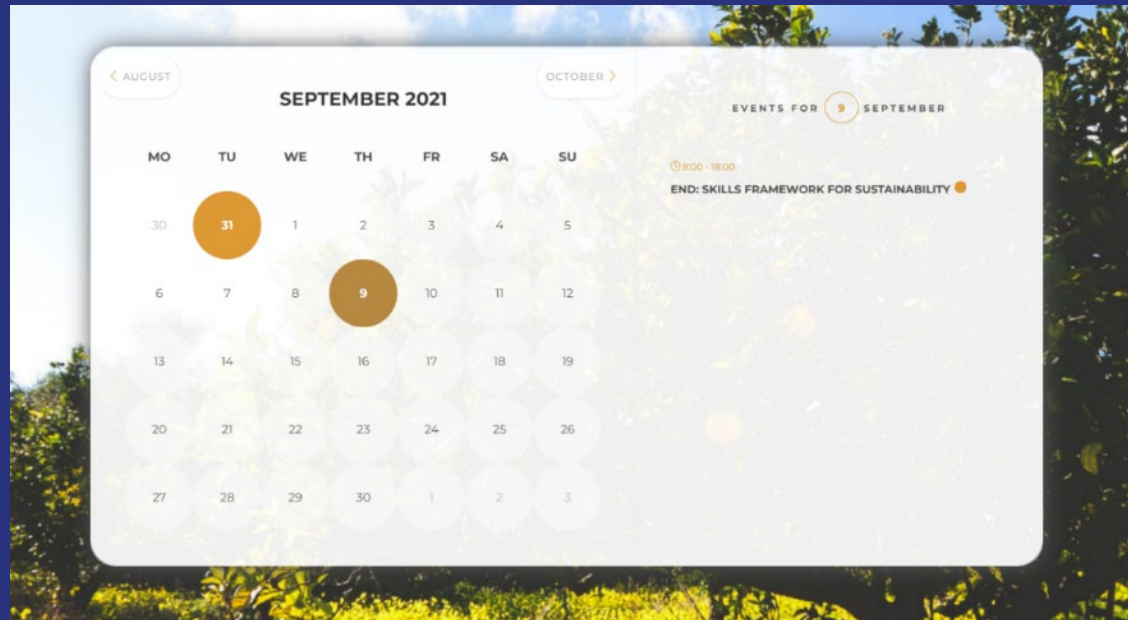 AUGUST
OCTOBER
SEPTEMBER 2021
MO TU WE TH FR SA SU
30 31 1 2 3 4 5
6 7 8 9 10 11 12
13 14 15 16 17 18 19
20 21 22 23 24 25 26
27 28 29 30 1 2 3
EVENTS FOR 9 SEPTEMBER
8:00 - 18:00
END: SKILLS FRAMEWORK FOR SUSTAINABILITY